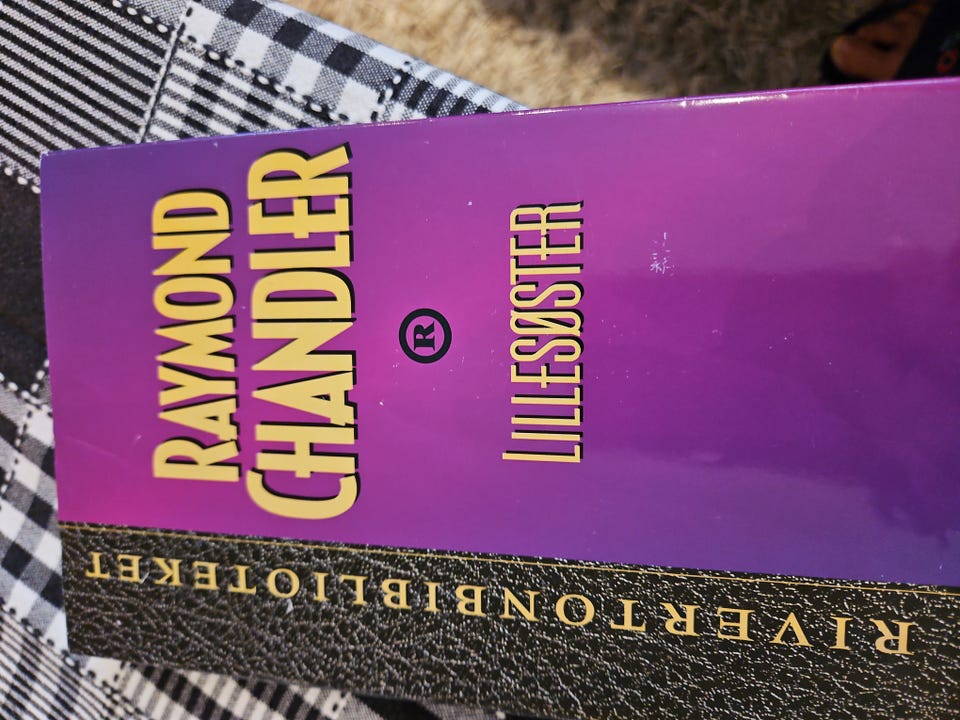 RAYMOND
CHANDLER
R
LILLESØSTER
RIVERTONBIBLIOTEKET